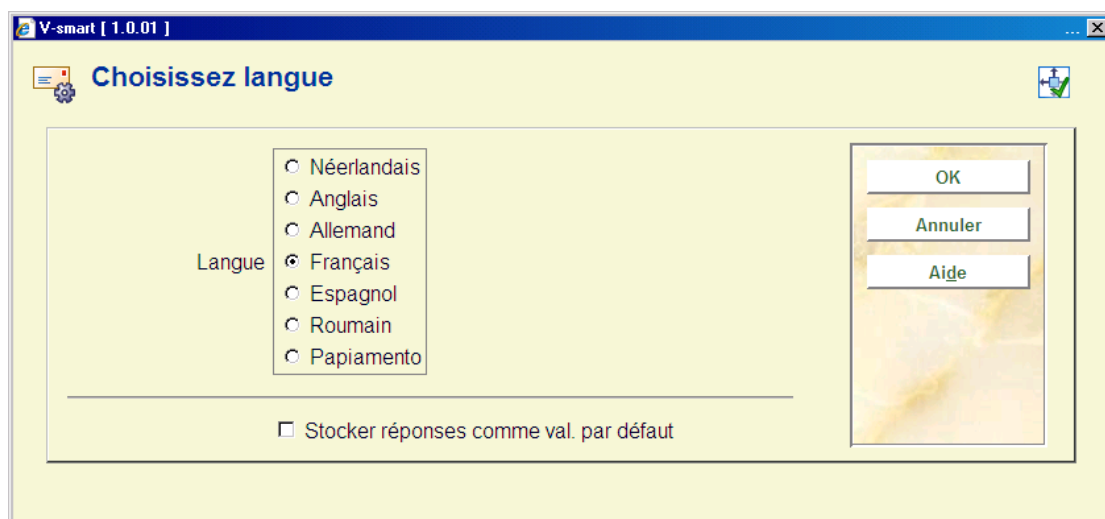 V-smart [ 1.0.01 ]
...
Choisissez langue
Langue
Néerlandais
Anglais
Allemand
Français
Espagnol
Roumain
Papiamento
Stocker réponses comme val. par défaut
OK
Annuler
Aide